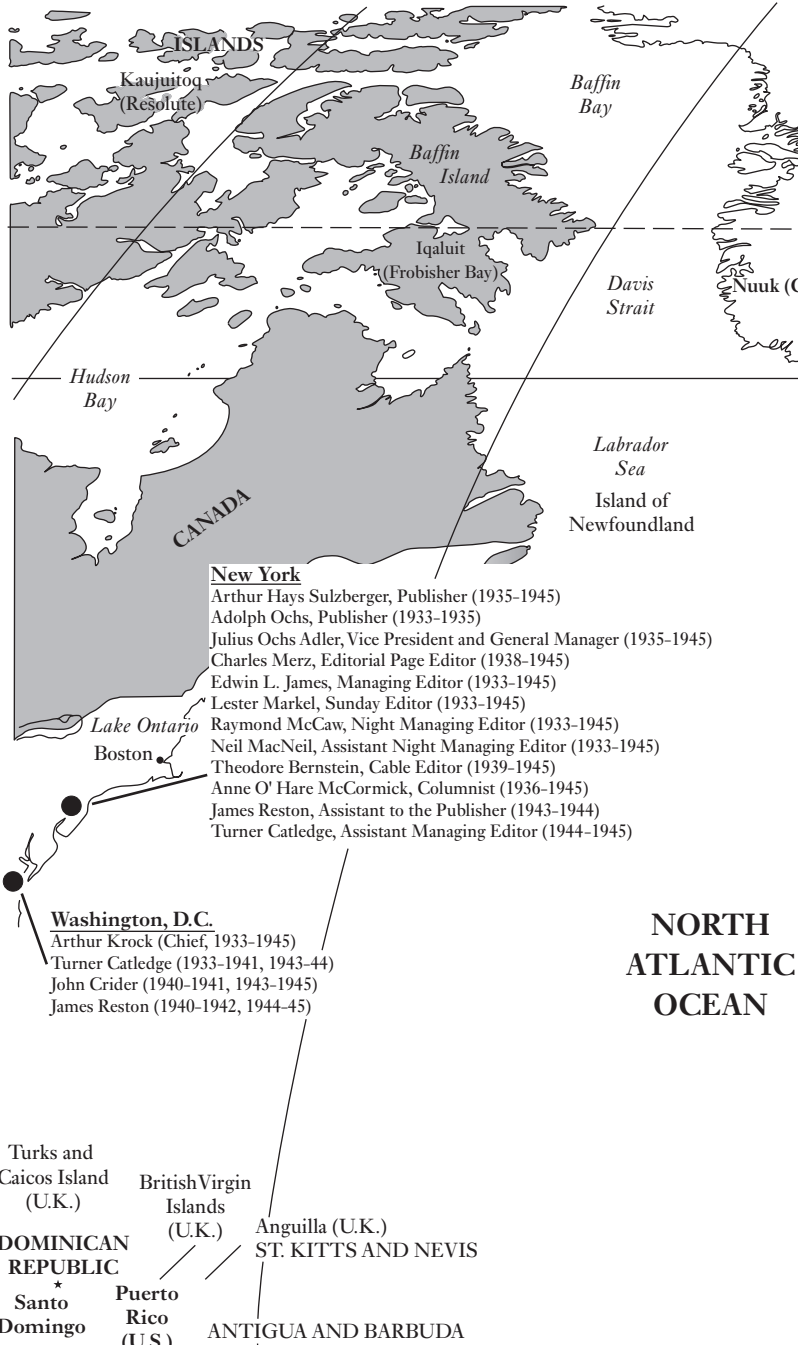 ISLANDS
Kaujuitoq
(Resolute)
Baffin
Bay
Baffin
Island
Iqaluit
(Frobisher Bay)
Davis
Strait
Nuuk (
Hudson
Bay
Labrador
Sea
Island of
Newfoundland
CANADA
New York
Arthur Hays Sulzberger, Publisher (1935-1945)
Adolph Ochs, Publisher (1933-1935)
Julius Ochs Adler, Vice President and General Manager (1935-1945)
Charles Merz, Editorial Page Editor (1938-1945)
Edwin L. James, Managing Editor (1933-1945)
Lester Markel, Sunday Editor (1933-1945)
Raymond McCaw, Night Managing Editor (1933-1945)
Neil MacNeil, Assistant Night Managing Editor (1933-1945)
Theodore Bernstein, Cable Editor (1939-1945)
Anne O' Hare McCormick, Columnist (1936-1945)
James Reston, Assistant to the Publisher (1943-1944)
Turner Catledge, Assistant Managing Editor (1944-1945)
Lake Ontario
Boston
Washington, D.C.
Arthur Krock (Chief, 1933-1945)
Turner Catledge (1933-1941, 1943-44)
John Crider (1940-1941, 1943-1945)
James Reston (1940-1942, 1944-45)
NORTH
ATLANTIC
OCEAN
Turks and
Caicos Island
(U.K.)
British Virgin
Islands
(U.K.)
Anguilla (U.K.)
ST. KITTS AND NEVIS
DOMINICAN
REPUBLIC
Santo
Domingo
Puerto
Rico
(U.S.)
ANTIGUA AND BARBUDA